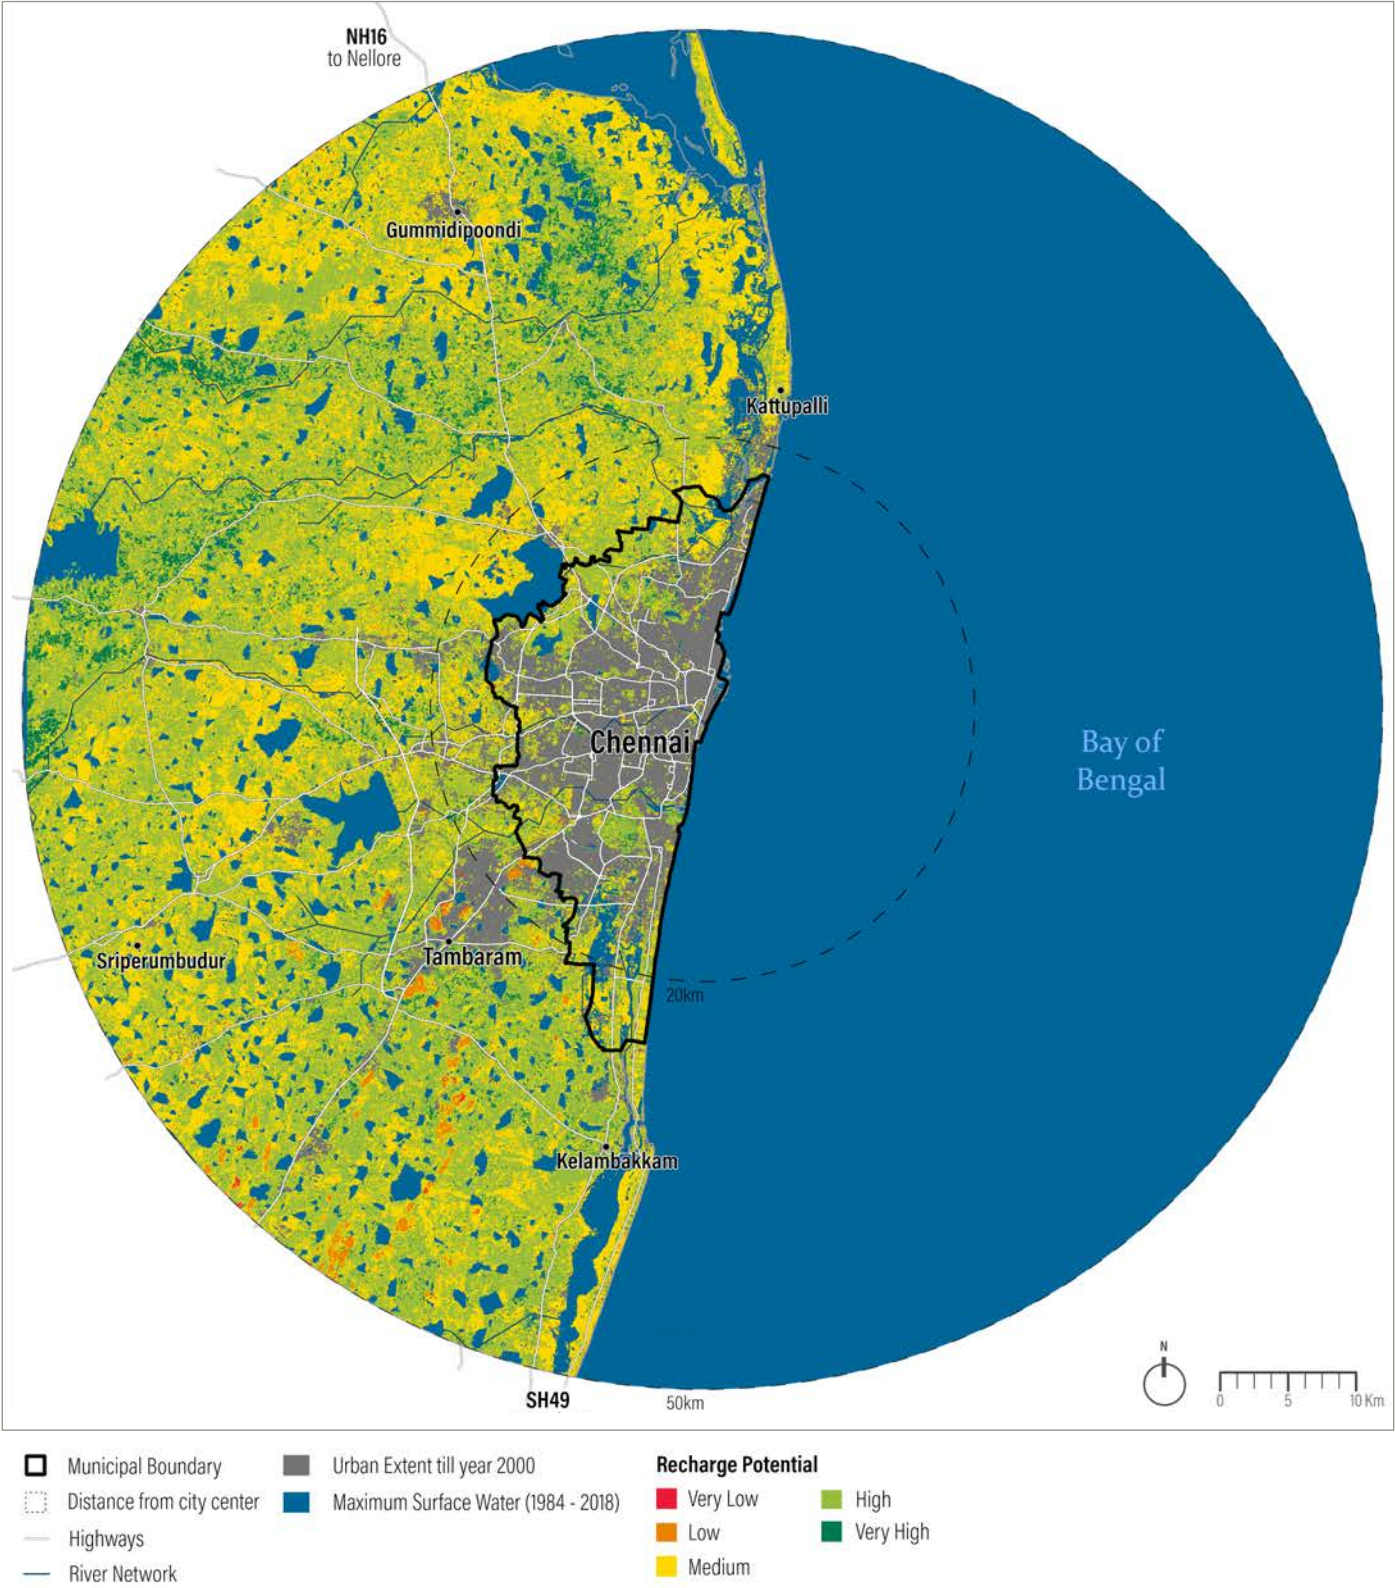 NH16
to Nellore
Gummidipoondi
Kattupalli
Chennai
Bay of
Bengal
Sriperumbudur
Tambaram
20km
Kelambakkam
N
SH49
50km
0 5 10 Km
Municipal Boundary
Distance from city center
Highways
River Network
Urban Extent till year 2000
Maximum Surface Water (1984 - 2018)
Recharge Potential
Very Low
Low
Medium
High
Very High